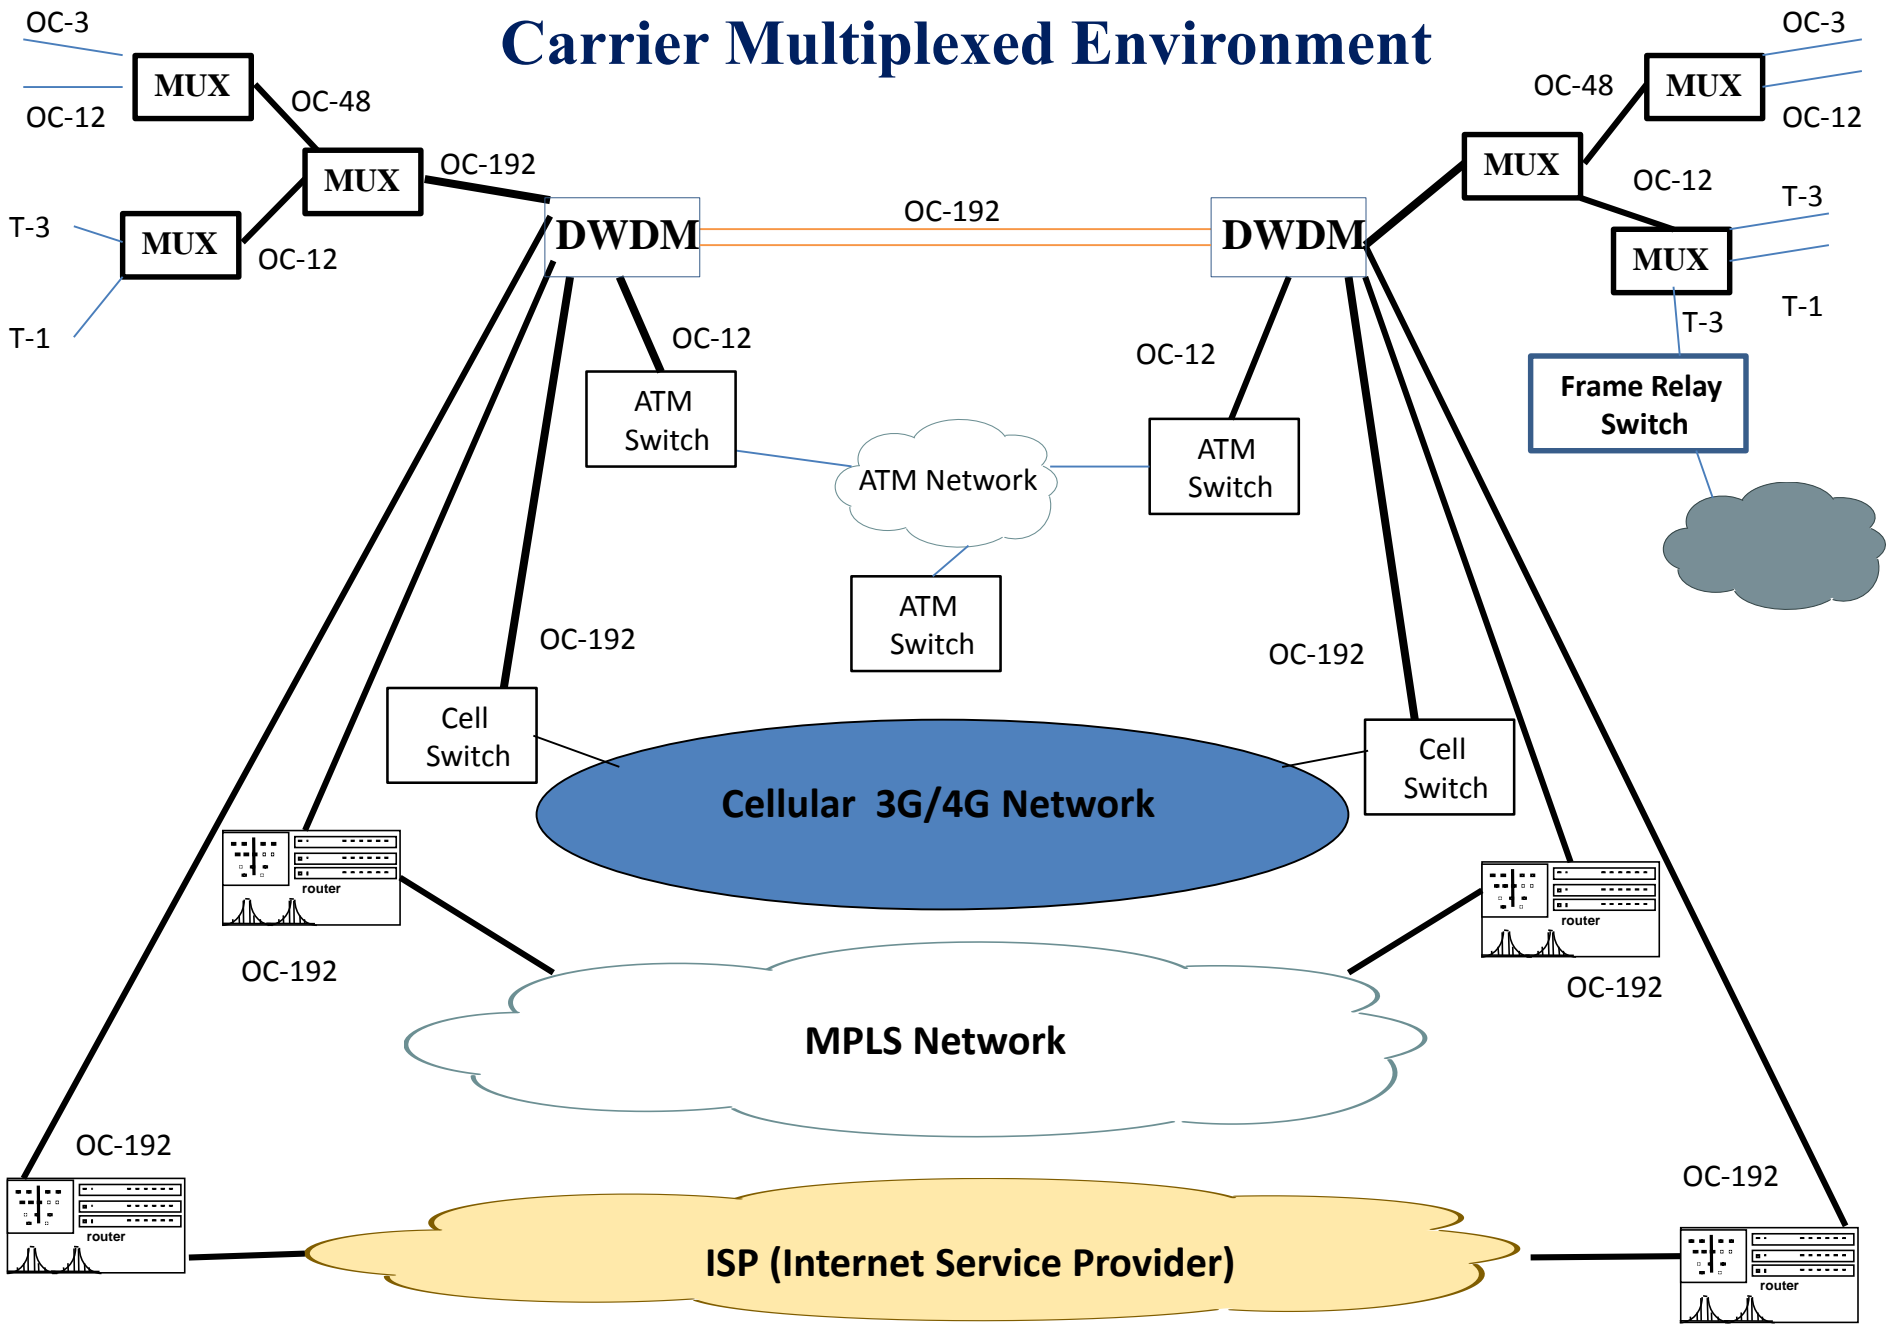 Carrier Multiplexed Environment
OC-3
OC-3
MUX
OC-48
OC-48
MUX
OC-12
OC-12
MUX
OC-192
MUX
OC-12
T-3
T-3
MUX
OC-12
DWDM
OC-192
DWDM
MUX
T-1
T-1
T-3
OC-12
OC-12
ATM
Switch
ATM Network
ATM
Switch
Frame Relay
Switch
ATM
Switch
OC-192
OC-192
Cell
Switch
Cell
Switch
Cellular  3G/4G Network
router
router
OC-192
OC-192
MPLS Network
OC-192
OC-192
router
ISP (Internet Service Provider)
router